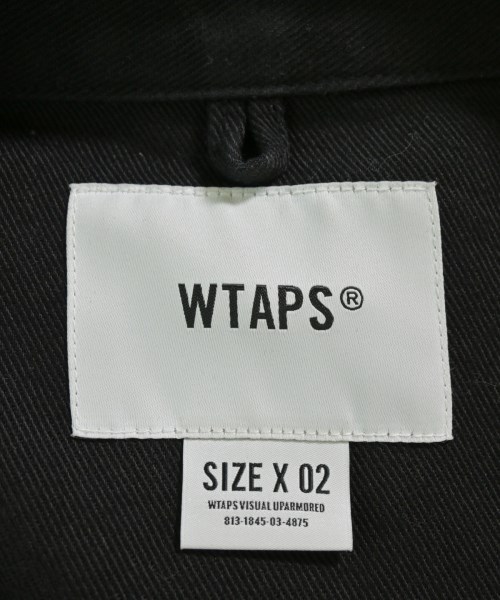 WTAPS®
SIZE X 02
WTAPS VISUAL UPARMORED
813-1845-03-4875